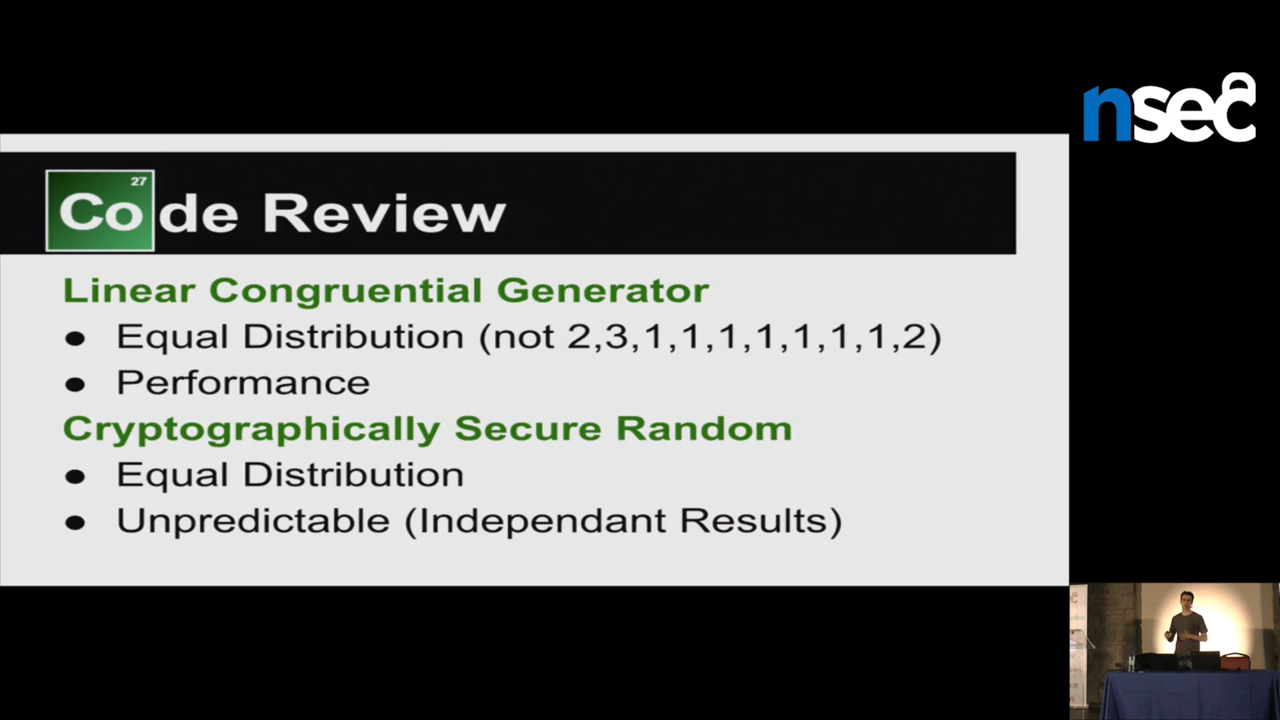 nsec
27
Code Review
Linear Congruential Generator
● Equal Distribution (not 2,3,1,1,1,1,1,1,1,2)
● Performance
Cryptographically Secure Random
● Equal Distribution
● Unpredictable (Independant Results)